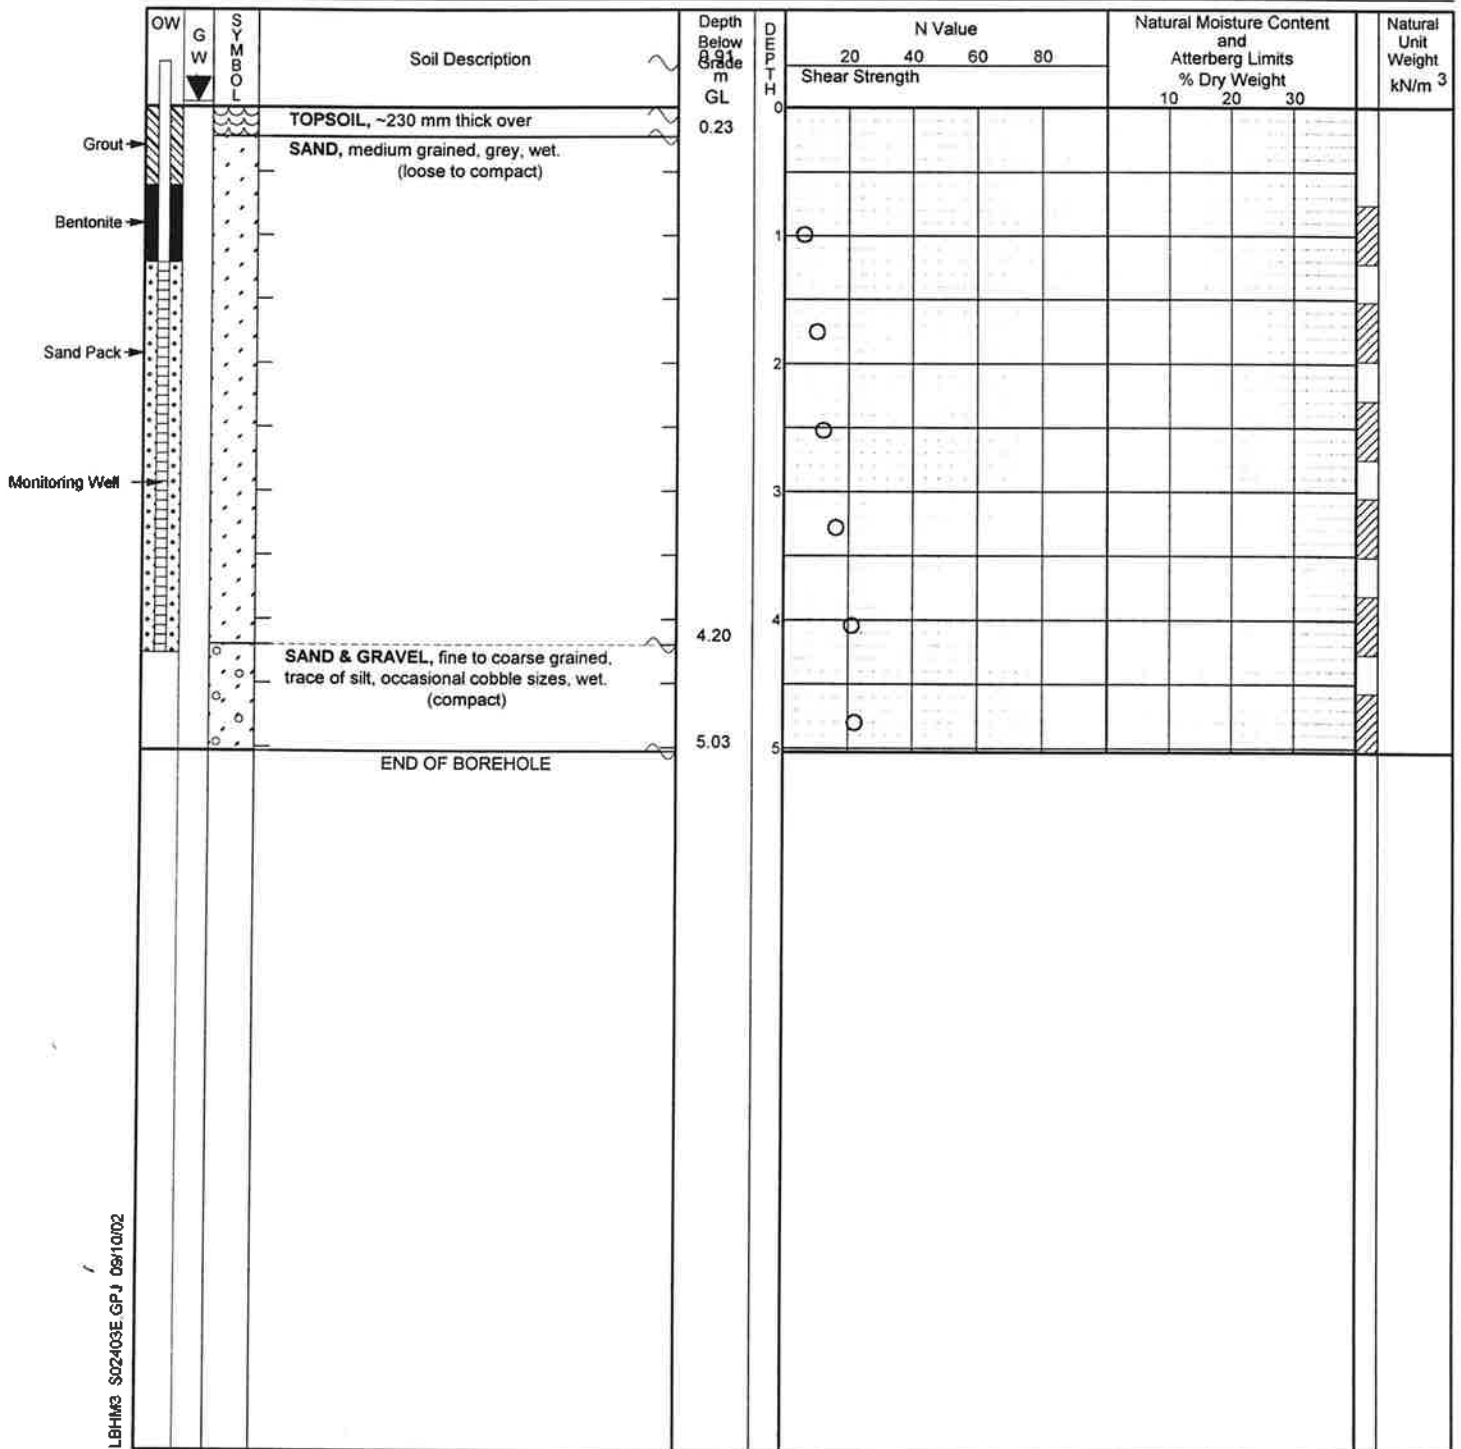 OW
G
W
SYMBOL
Soil Description
Depth
Below
Grade
m
GL
DEPTH
N Value
20 40 60 80
Shear Strength
Natural Moisture Content
and
Atterberg Limits
% Dry Weight
10 20 30
Natural
Unit
Weight
kN/m 3
0
TOPSOIL, ~230 mm thick over
0.23
Grout
SAND, medium grained, grey, wet.
(loose to compact)
Bentonite
1
Sand Pack
2
Monitoring Well
3
4
4.20
SAND & GRAVEL, fine to coarse grained,
trace of silt, occasional cobble sizes, wet.
(compact)
5.03
5
END OF BOREHOLE
LBHM3 S02403E.GPJ 09/10/02